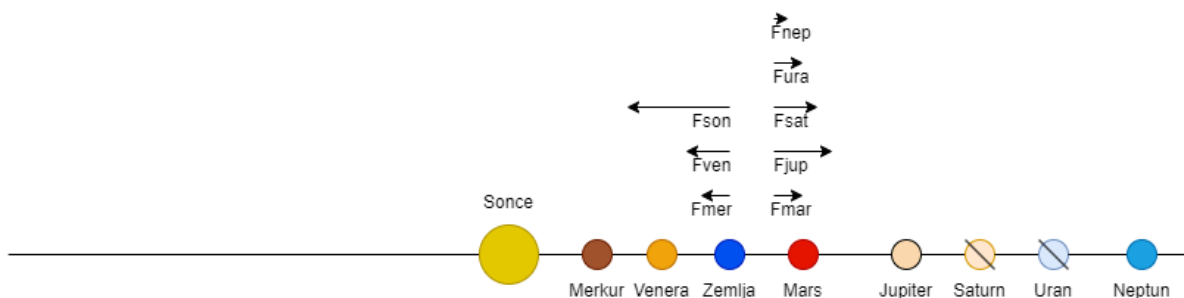 Fnep
Fura
Fson Fsat
Fven Fjup
Fmer Fmar
Sonce
Merkur Venera Zemlja Mars Jupiter Saturn Uran Neptun